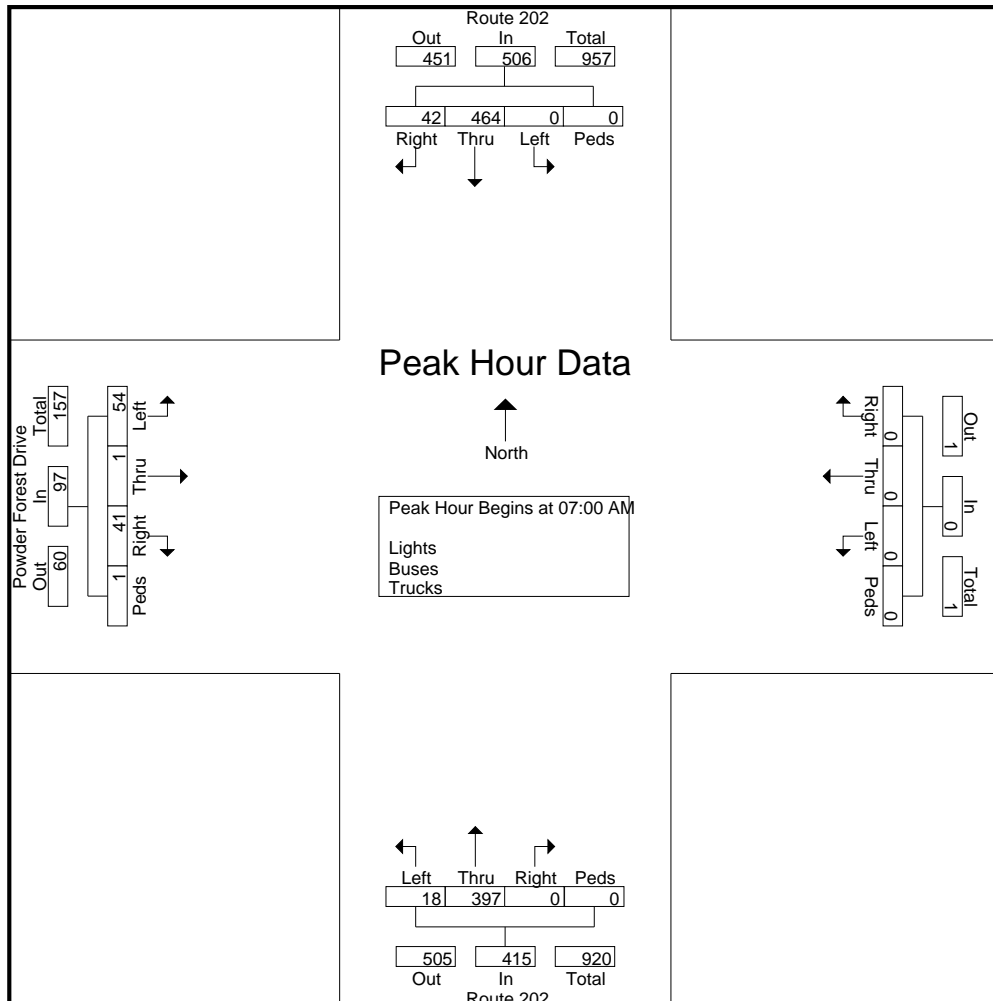 Route 202
Out In Total
451 506 957
42 464 0 0
Right Thru Left Peds
Peak Hour Data
North
Peak Hour Begins at 07:00 AM
Lights
Buses
Trucks
Powder Forest Drive
Out In Total
60 97 157
54 1 41 1
Left Thru Right Peds
Right Thru Left Peds
0 0 0 0
Out In Total
1 0 1
Left Thru Right Peds
18 397 0 0
505 415 920
Out In Total
Route 202